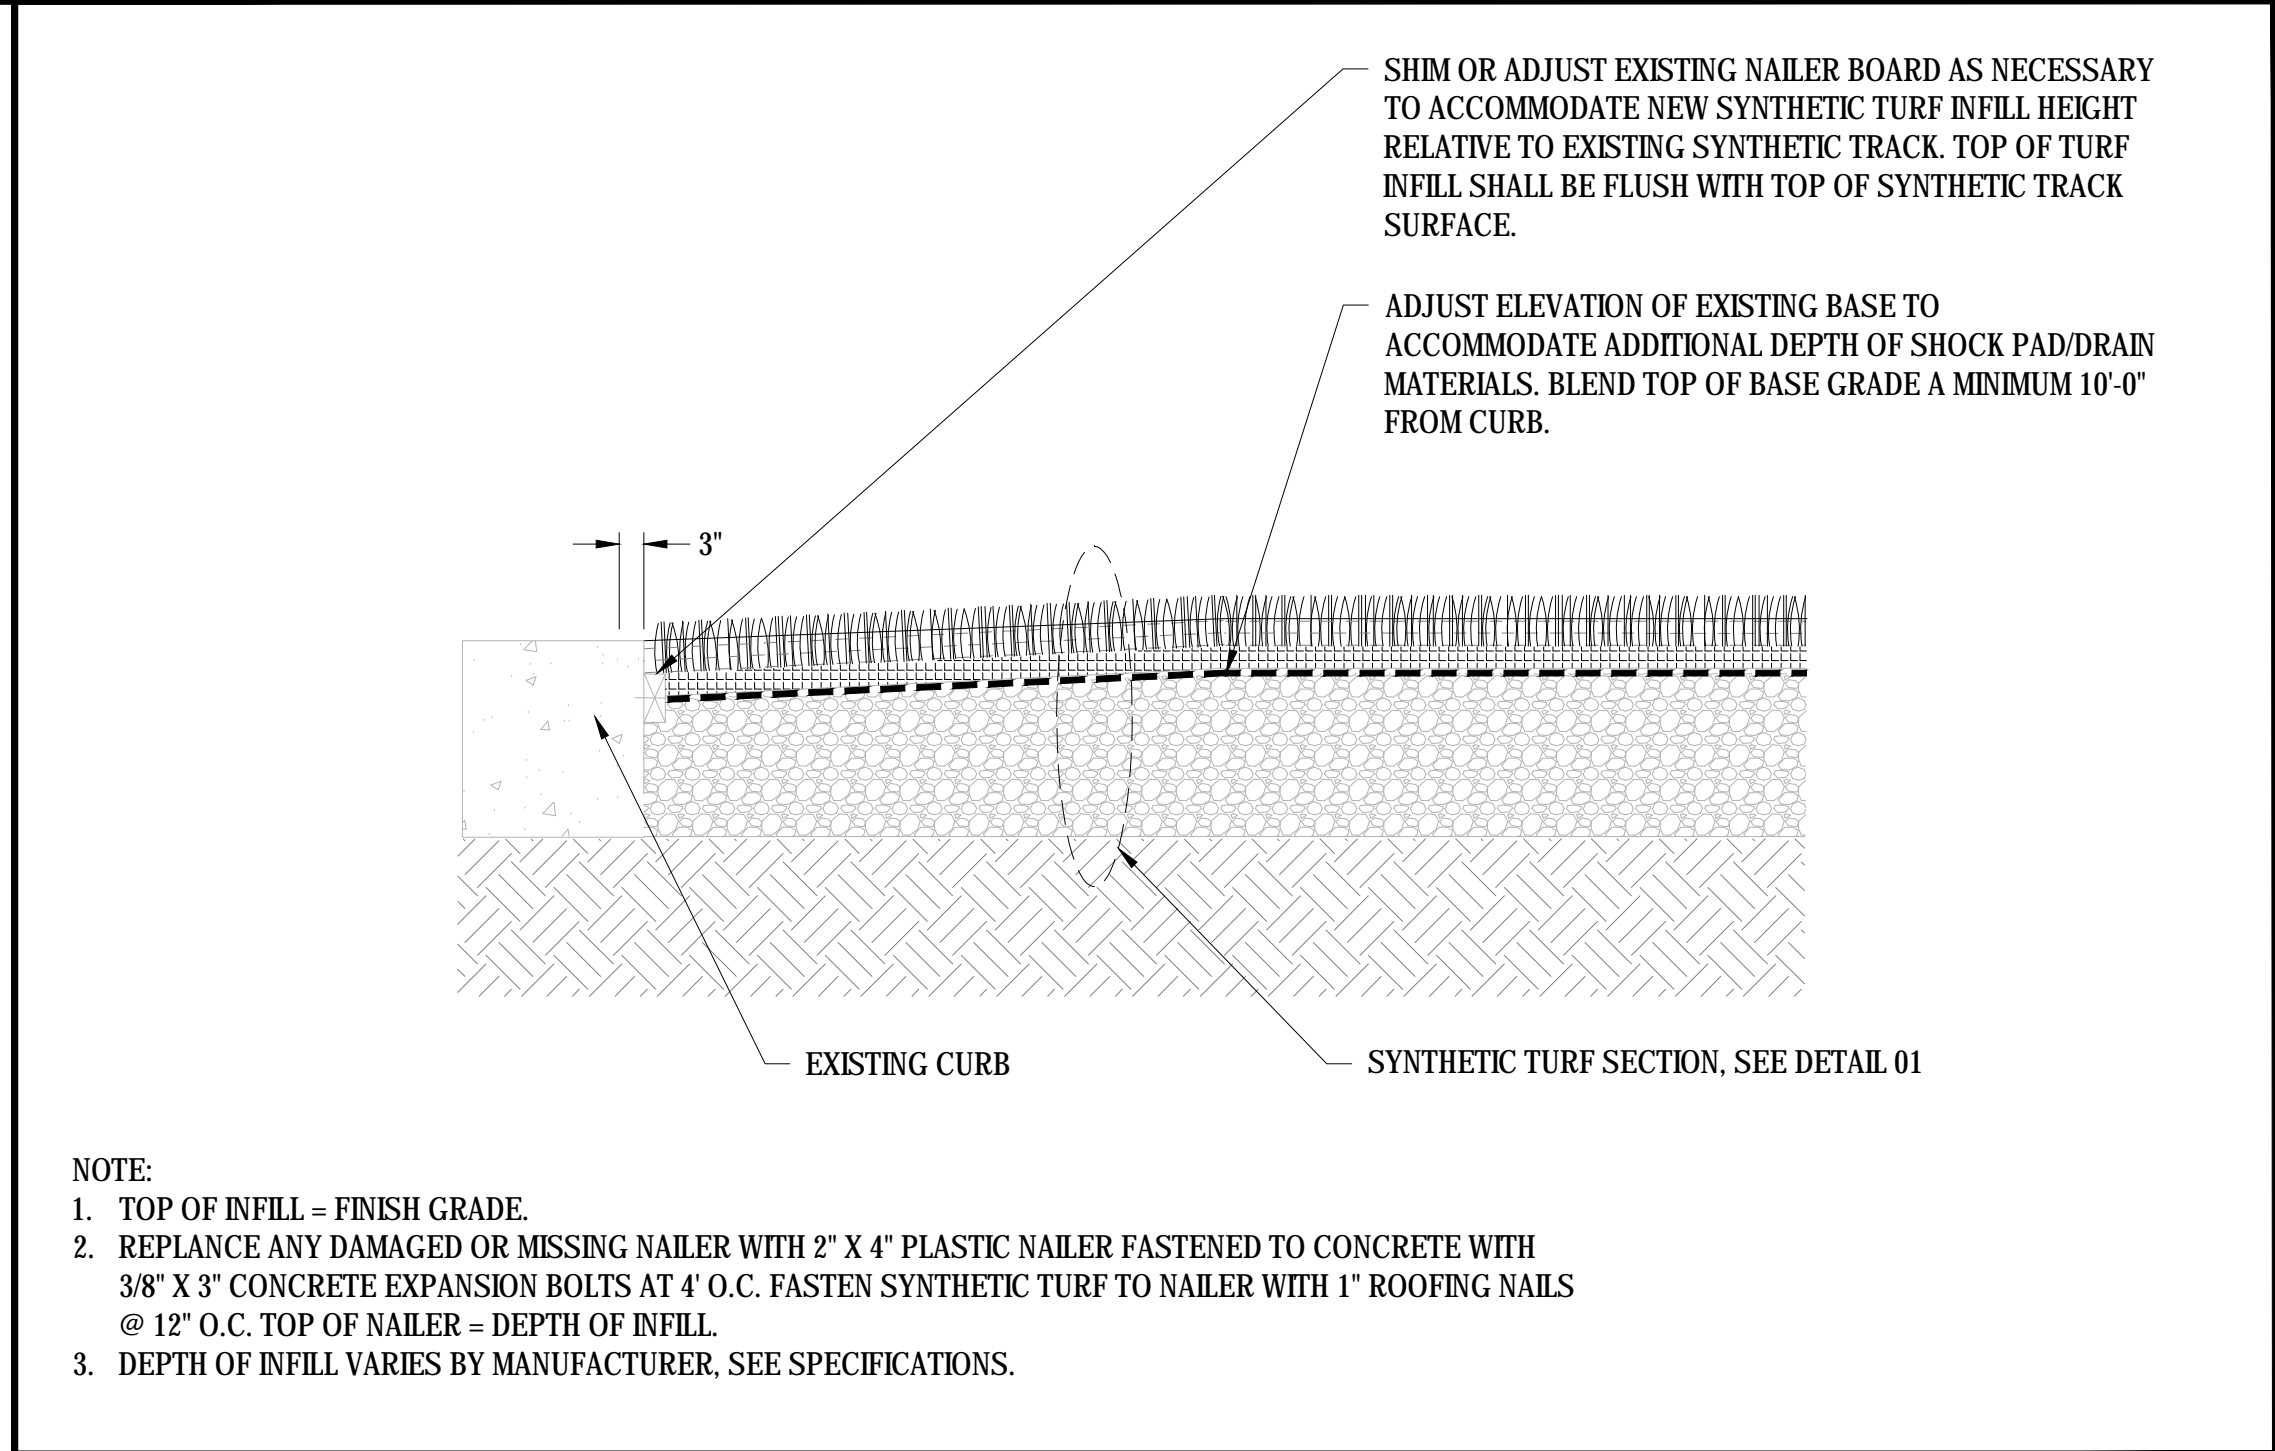 SHIM OR ADJUST EXISTING NAILER BOARD AS NECESSARY
TO ACCOMMODATE NEW SYNTHETIC TURF INFILL HEIGHT
RELATIVE TO EXISTING SYNTHETIC TRACK. TOP OF TURF
INFILL SHALL BE FLUSH WITH TOP OF SYNTHETIC TRACK
SURFACE.
ADJUST ELEVATION OF EXISTING BASE TO
ACCOMMODATE ADDITIONAL DEPTH OF SHOCK PAD/DRAIN
MATERIALS. BLEND TOP OF BASE GRADE A MINIMUM 10'-0"
FROM CURB.
3"
EXISTING CURB
SYNTHETIC TURF SECTION, SEE DETAIL 01
NOTE:
1. TOP OF INFILL = FINISH GRADE.
2. REPLANCE ANY DAMAGED OR MISSING NAILER WITH 2" X 4" PLASTIC NAILER FASTENED TO CONCRETE WITH
3/8" X 3" CONCRETE EXPANSION BOLTS AT 4' O.C. FASTEN SYNTHETIC TURF TO NAILER WITH 1" ROOFING NAILS
@ 12" O.C. TOP OF NAILER = DEPTH OF INFILL.
3. DEPTH OF INFILL VARIES BY MANUFACTURER, SEE SPECIFICATIONS.